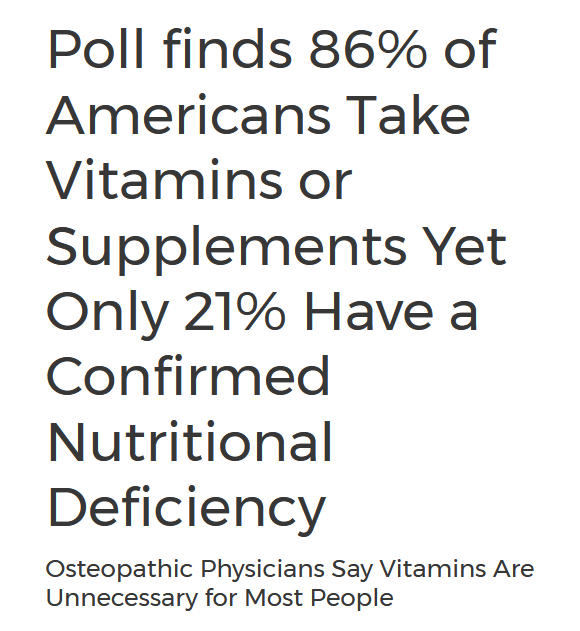 Poll finds 86% of
Americans Take
Vitamins or
Supplements Yet
Only 21% Have a
Confirmed
Nutritional
Deficiency
Osteopathic Physicians Say Vitamins Are
Unnecessary for Most People